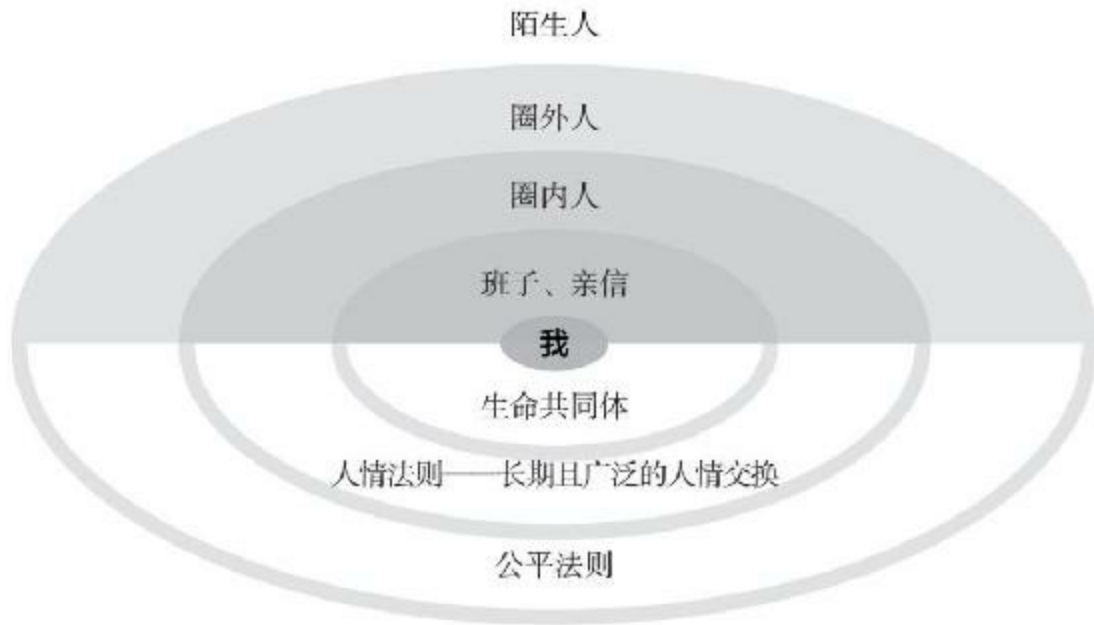 陌生人
圈外人
圈内人
班子、亲信
我
生命共同体
人情法则——长期且广泛的人情交换
公平法则